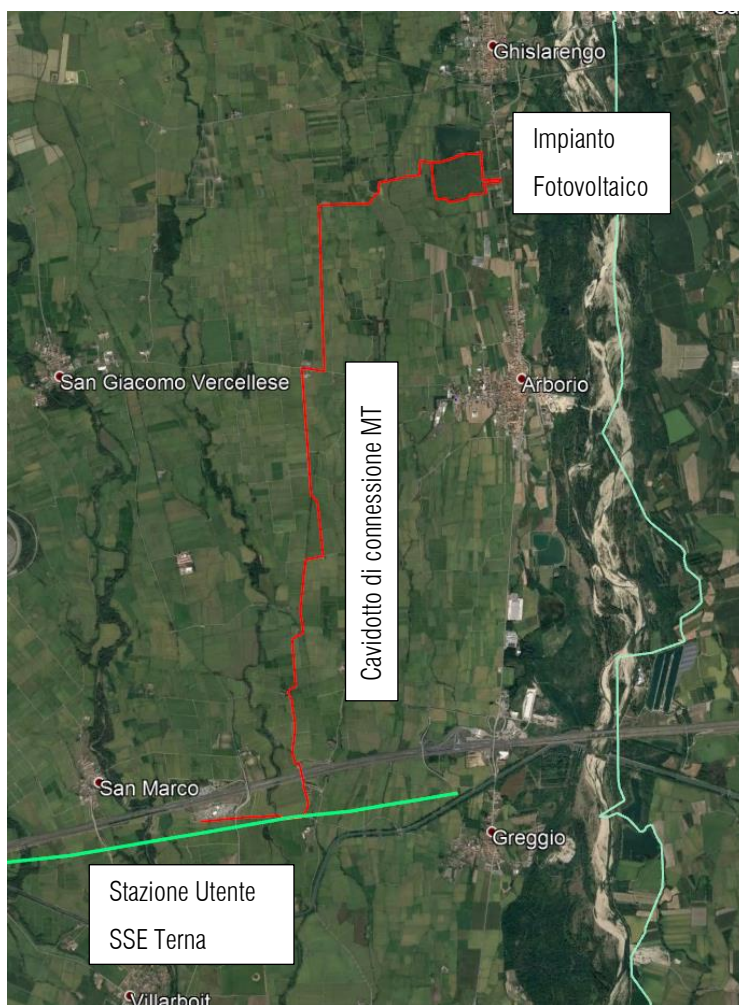 Ghislarengo
Impianto
Fotovoltaico
San Giacomo Vercellese
Arborio
Cavidotto di connessione MT
San Marco
Greggio
Stazione Utente
SSE Terna
Villarboit